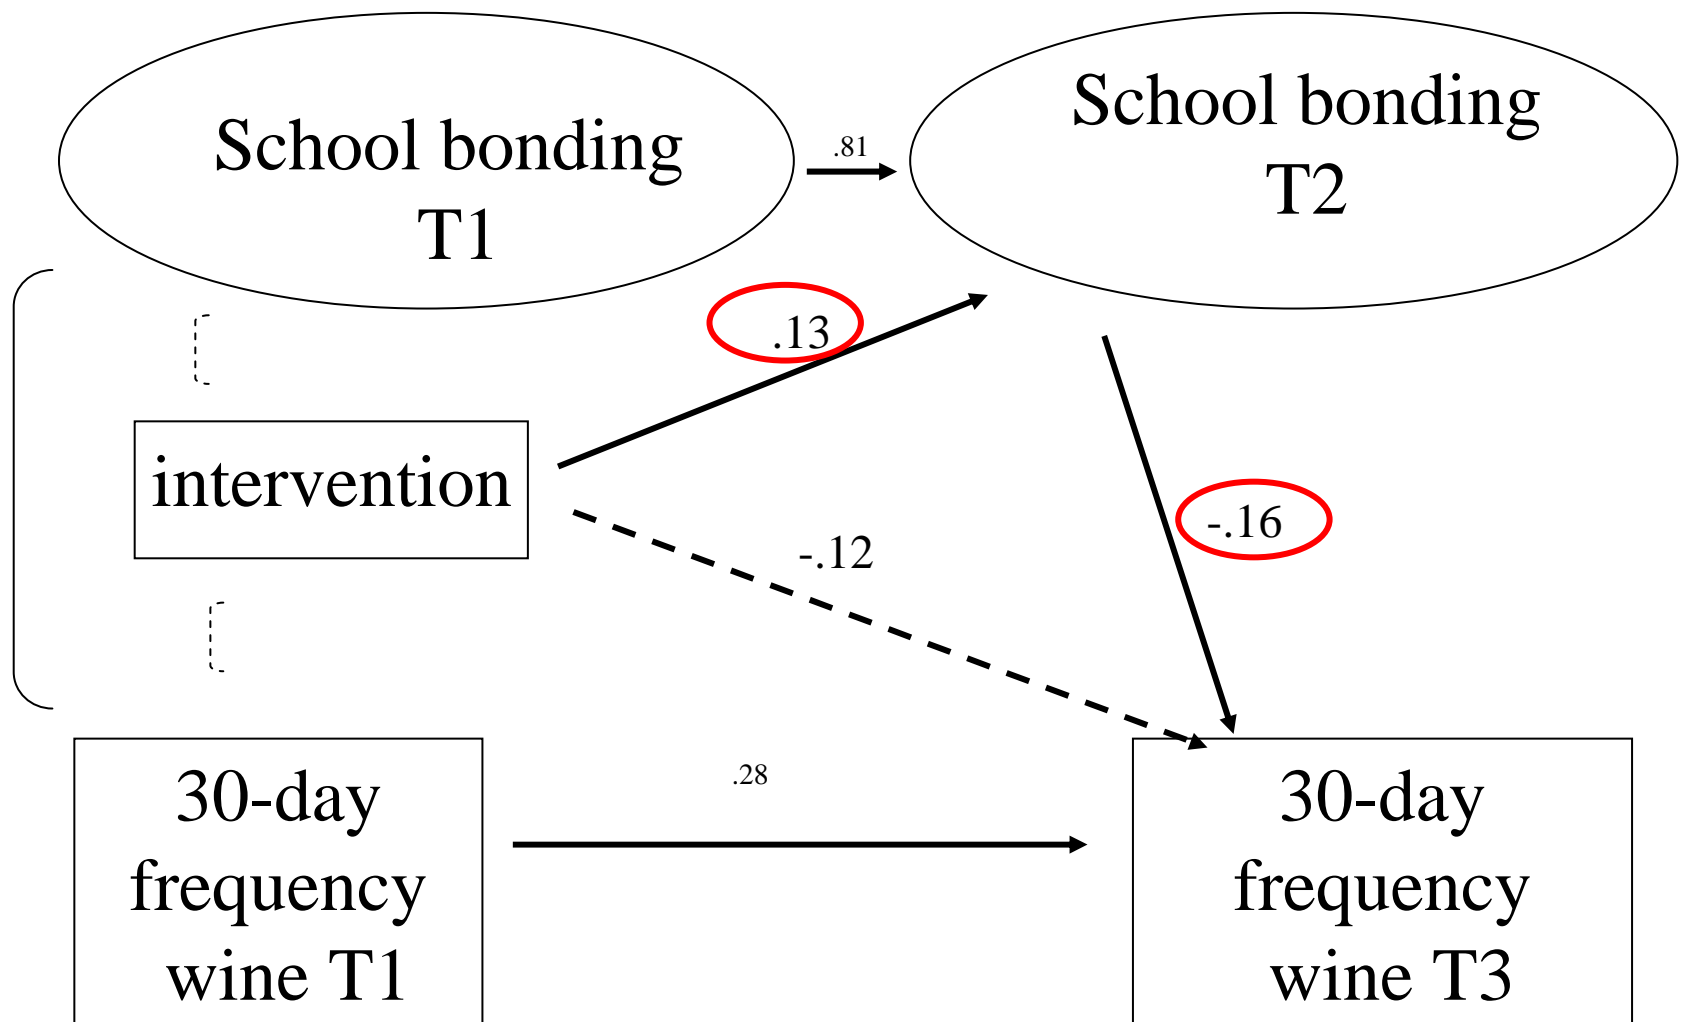 School bonding
T1
.81
School bonding
T2
.13
intervention
-.12
-.16
30-day
frequency
wine T1
.28
30-day
frequency
wine T3